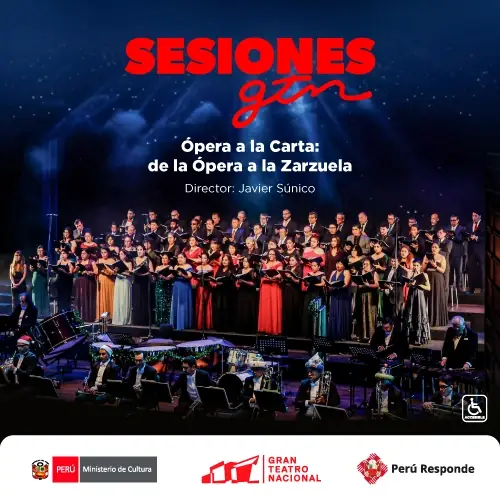 SESIONES
gtn
Ópera a la Carta:
de la Ópera a la Zarzuela
Director: Javier Súnico
ACCESIBLE
PERÚ Ministerio de Cultura
GRAN
TEATRO
NACIONAL
Perú Responde